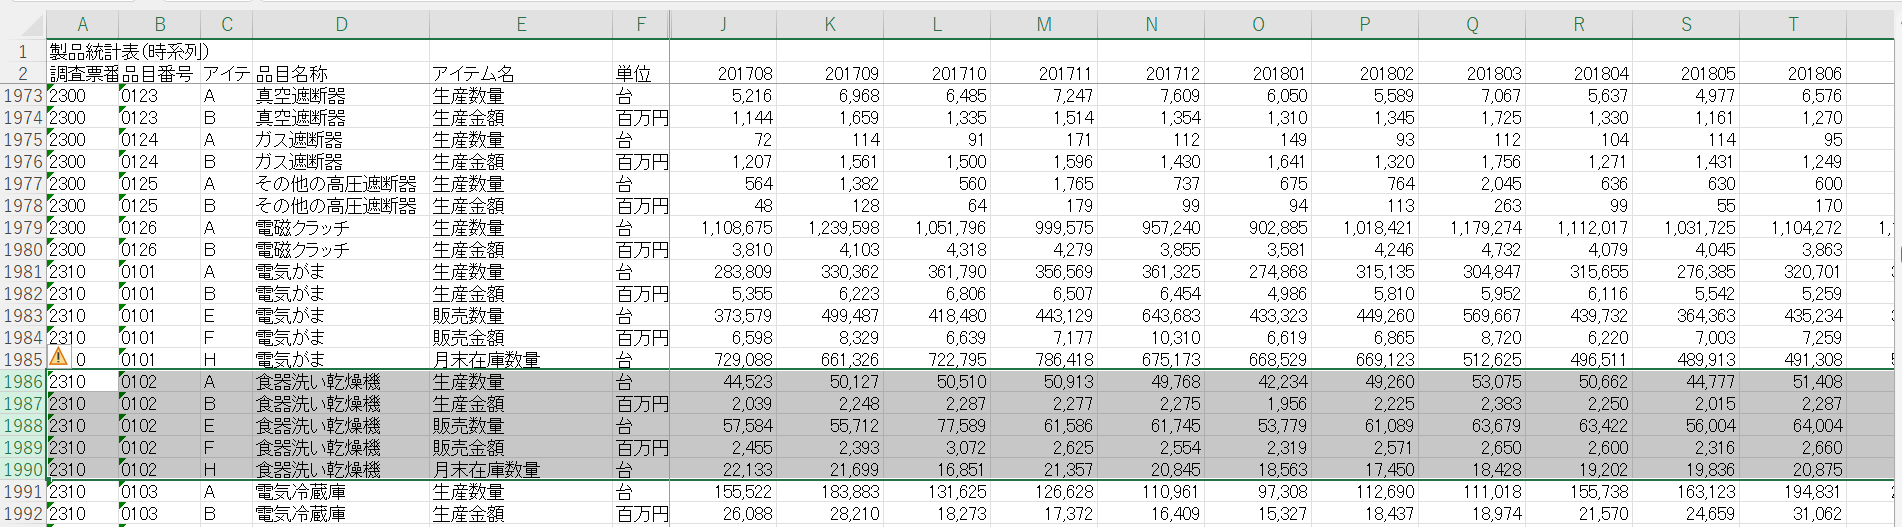 A B C D E F J K L M N O P Q R S T
1 製品統計表(時系列)
2 調査票番 品目番号 アイテ 品目名称 アイテム名 単位 201708 201709 201710 201711 201712 201801 201802 201803 201804 201805 201806
1973 2300 0123 A 真空遮断器 生産数量 台 5,216 6,968 6,485 7,247 7,609 6,050 5,589 7,067 5,637 4,977 6,576
1974 2300 0123 B 真空遮断器 生産金額 百万円 1,144 1,659 1,335 1,514 1,354 1,310 1,345 1,725 1,330 1,161 1,270
1975 2300 0124 A ガス遮断器 生産数量 台 72 114 91 171 112 149 93 112 104 114 95
1976 2300 0124 B ガス遮断器 生産金額 百万円 1,207 1,561 1,500 1,596 1,430 1,641 1,320 1,756 1,271 1,431 1,249
1977 2300 0125 A その他の高圧遮断器 生産数量 台 564 1,382 560 1,765 737 675 764 2,045 636 630 600
1978 2300 0125 B その他の高圧遮断器 生産金額 百万円 48 128 64 179 99 94 113 263 99 55 170
1979 2300 0126 A 電磁クラッチ 生産数量 台 1,108,675 1,239,598 1,051,796 999,575 957,240 902,885 1,018,421 1,179,274 1,112,017 1,031,725 1,104,272 1,
1980 2300 0126 B 電磁クラッチ 生産金額 百万円 3,810 4,103 4,318 4,279 3,855 3,581 4,246 4,732 4,079 4,045 3,863
1981 2310 0101 A 電気がま 生産数量 台 283,809 330,362 361,790 356,569 361,325 274,868 315,135 304,847 315,655 276,385 320,701
1982 2310 0101 B 電気がま 生産金額 百万円 5,355 6,223 6,806 6,507 6,454 4,986 5,810 5,952 6,116 5,542 5,259
1983 2310 0101 E 電気がま 販売数量 台 373,579 499,487 418,480 443,129 643,683 433,323 449,260 569,667 439,732 364,363 435,234
1984 2310 0101 F 電気がま 販売金額 百万円 6,598 8,329 6,639 7,177 10,310 6,619 6,865 8,720 6,220 7,003 7,259
1985 0 0101 H 電気がま 月末在庫数量 台 729,088 661,326 722,795 786,418 675,173 668,529 669,123 512,625 496,511 489,913 491,308
1986 2310 0102 A 食器洗い乾燥機 生産数量 台 44,523 50,127 50,510 50,913 49,768 42,234 49,260 53,075 50,662 44,777 51,408
1987 2310 0102 B 食器洗い乾燥機 生産金額 百万円 2,039 2,248 2,287 2,277 2,275 1,956 2,225 2,383 2,250 2,015 2,287
1988 2310 0102 E 食器洗い乾燥機 販売数量 台 57,584 55,712 77,589 61,586 61,745 53,779 61,089 63,679 63,422 56,004 64,004
1989 2310 0102 F 食器洗い乾燥機 販売金額 百万円 2,455 2,393 3,072 2,625 2,554 2,319 2,571 2,650 2,600 2,316 2,660
1990 2310 0102 H 食器洗い乾燥機 月末在庫数量 台 22,133 21,699 16,851 21,357 20,845 18,563 17,450 18,428 19,202 19,836 20,875
1991 2310 0103 A 電気冷蔵庫 生産数量 台 155,522 183,883 131,625 126,628 110,961 97,308 112,690 111,018 155,738 163,123 194,831
1992 2310 0103 B 電気冷蔵庫 生産金額 百万円 26,088 28,210 18,273 17,372 16,409 15,327 18,437 18,974 21,570 24,659 31,062